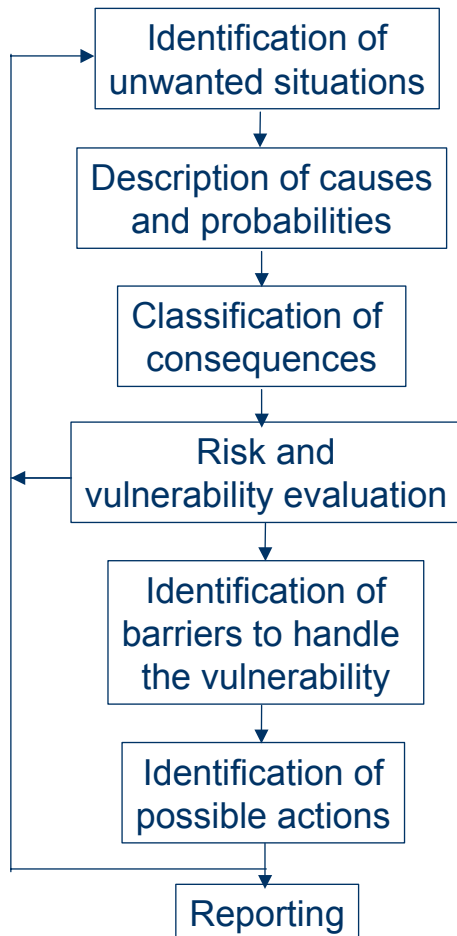 Identification of
unwanted situations
Description of causes
and probabilities
Classification of
consequences
Risk and
vulnerability evaluation
Identification of
barriers to handle
the vulnerability
Identification of
possible actions
Reporting